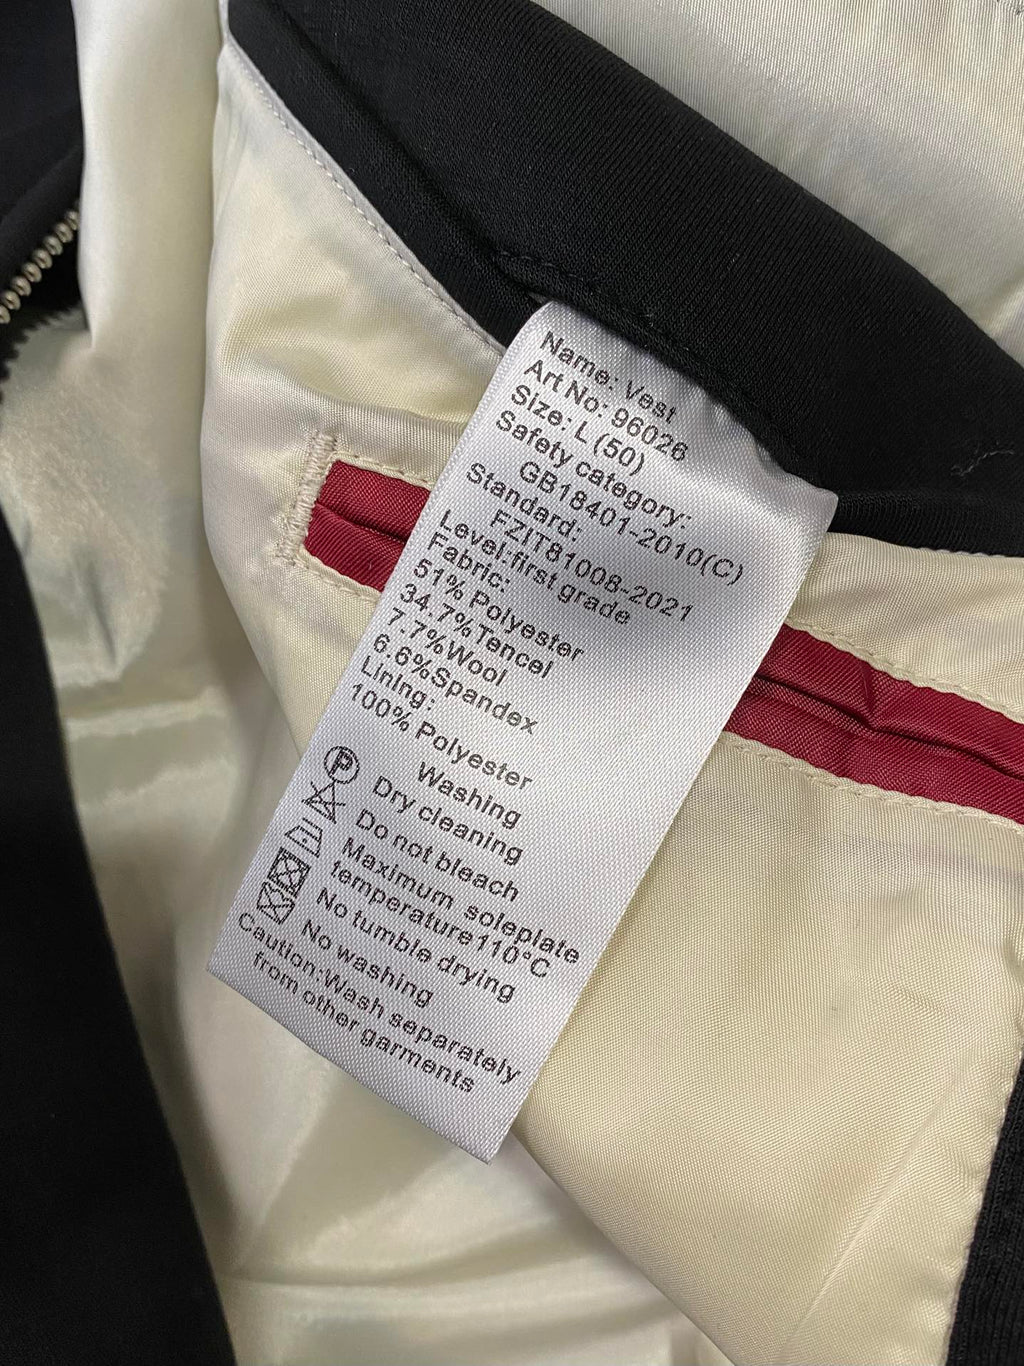 Name: Vest
Art No: 96026
Size: L (50)
Safety category:
GB18401-2010(C)
Standard:
FZIT81008-2021
Level:first grade
Fabric:
51% Polyester
34.7%Tencel
7.7%Wool
6.6%Spandex
Lining:
100% Polyester
Washing
P Dry cleaning
Do not bleach
Maximum soleplate
temperature110°C
No tumble drying
No washing
Caution:Wash separately
from other garments